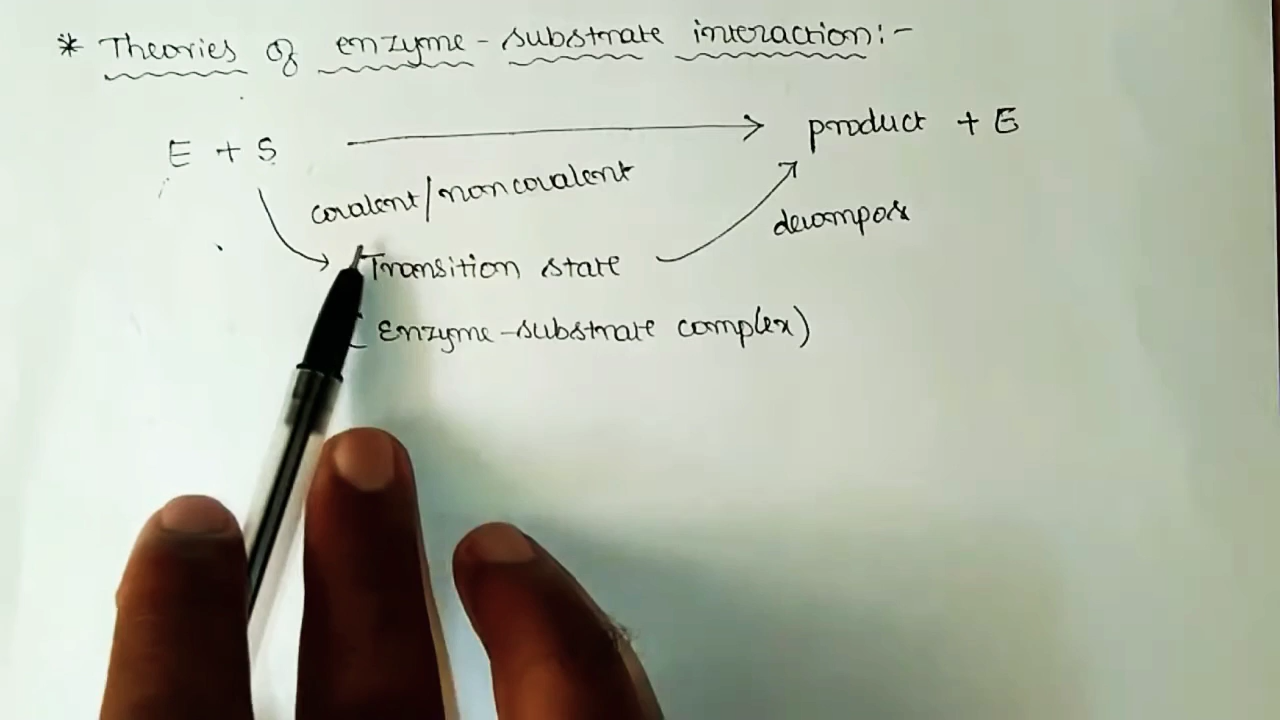 * Theories of enzyme-substrate interaction:-
E + S → product + E
covalent/noncovalent
decompose
Transition state
(Enzyme-substrate complex)